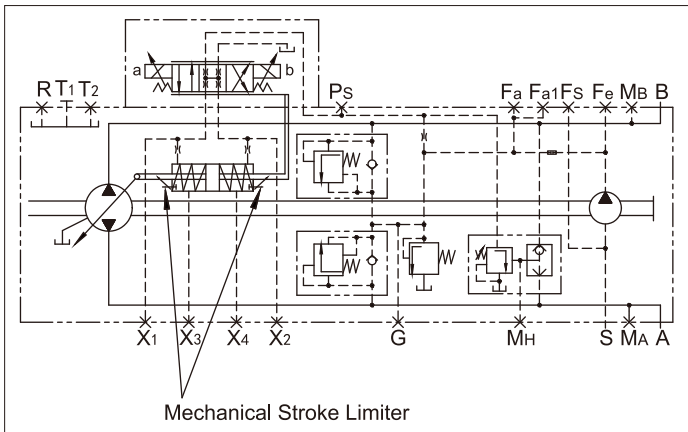 a b
R T1 T2 PS Fa Fa1 FS Fe MB B
X1 X3 X4 X2 G MH S MA A
Mechanical Stroke Limiter